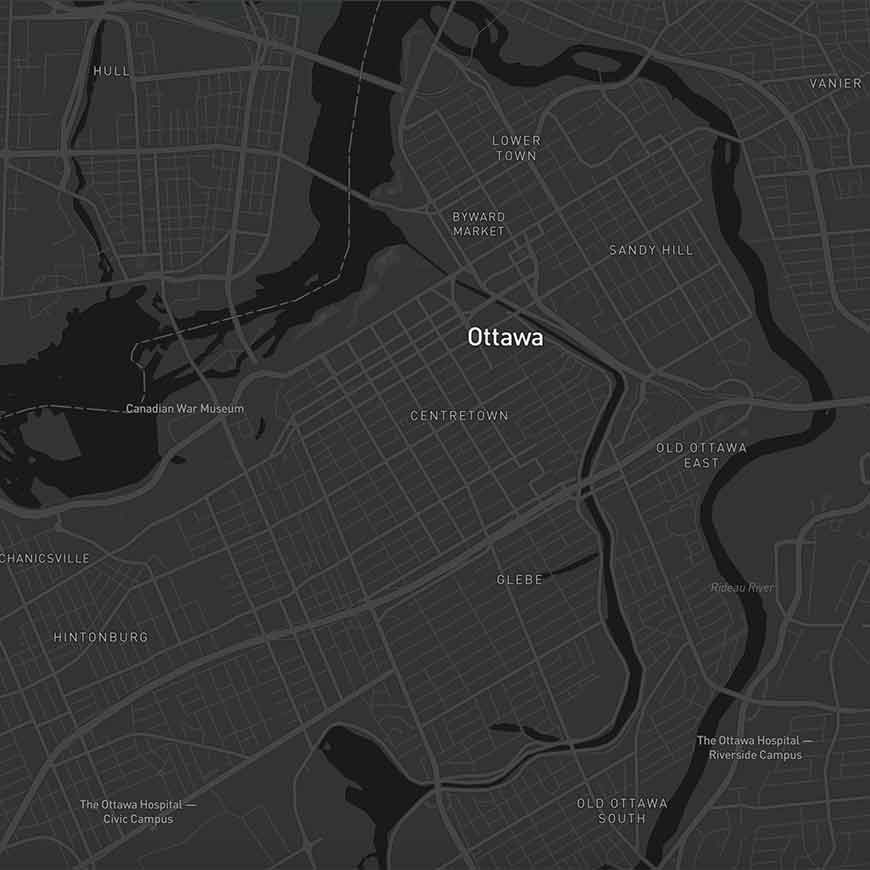 HULL
VANIER
LOWER
TOWN
BYWARD
MARKET
SANDY HILL
Ottawa
Canadian War Museum
CENTRETOWN
OLD OTTAWA
EAST
CHANICSVILLE
GLEBE
Rideau River
HINTONBURG
The Ottawa Hospital —
Riverside Campus
The Ottawa Hospital —
Civic Campus
OLD OTTAWA
SOUTH